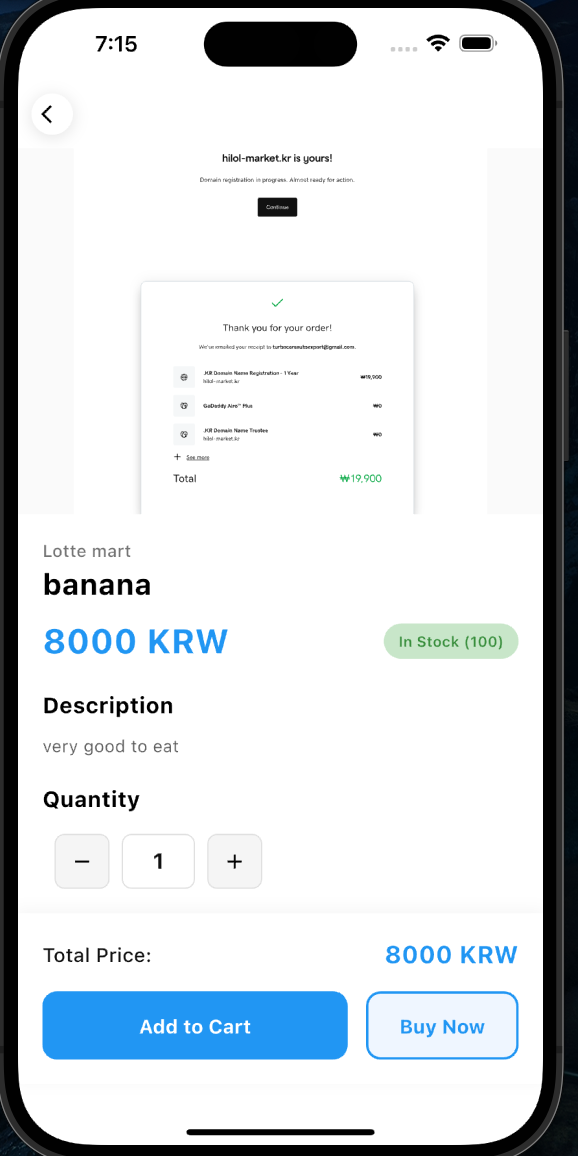 7:15
hilol-market.kr is yours!
Domain registration in progress. Almost ready for action.
Continue
Thank you for your order!
We've emailed your receipt to turbocarsautoexport@gmail.com.
.KR Domain Name Registration - 1 Year
₩19,900
hilol-market.kr
GoDaddy Airo™ Plus
₩0
.KR Domain Name Trustee
₩0
hilol-market.kr
+ See more
Total
₩19,900
Lotte mart
banana
8000 KRW
In Stock (100)
Description
very good to eat
Quantity
− 1 +
Total Price:
8000 KRW
Add to Cart
Buy Now